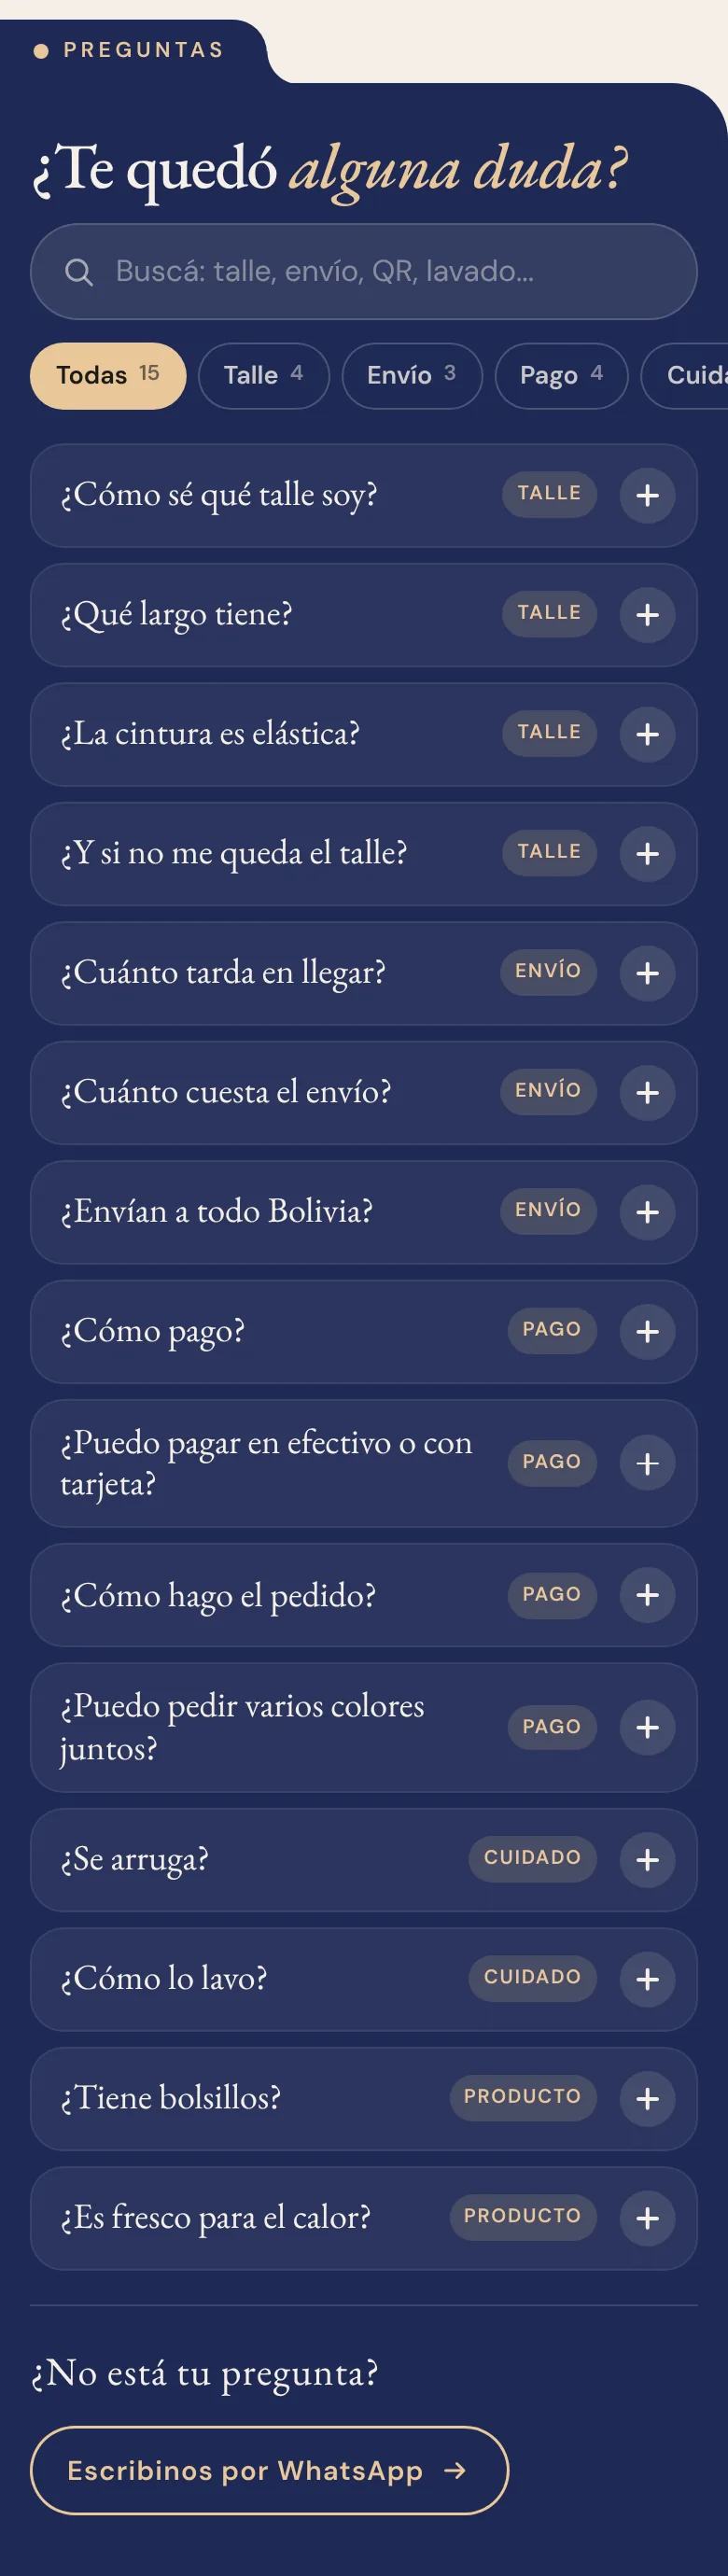 PREGUNTAS
¿Te quedó alguna duda?
Buscá: talle, envío, QR, lavado...
Todas 15 Talle 4 Envío 3 Pago 4 Cuida
¿Cómo sé qué talle soy? TALLE
¿Qué largo tiene? TALLE
¿La cintura es elástica? TALLE
¿Y si no me queda el talle? TALLE
¿Cuánto tarda en llegar? ENVÍO
¿Cuánto cuesta el envío? ENVÍO
¿Envían a todo Bolivia? ENVÍO
¿Cómo pago? PAGO
¿Puedo pagar en efectivo o con
tarjeta? PAGO
¿Cómo hago el pedido? PAGO
¿Puedo pedir varios colores
juntos? PAGO
¿Se arruga? CUIDADO
¿Cómo lo lavo? CUIDADO
¿Tiene bolsillos? PRODUCTO
¿Es fresco para el calor? PRODUCTO
¿No está tu pregunta?
Escribinos por WhatsApp →